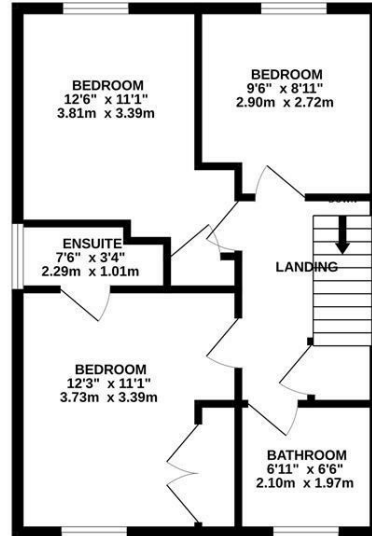 BEDROOM
12'6" x 11'1"
3.81m x 3.39m
BEDROOM
9'6" x 8'11"
2.90m x 2.72m
ENSUITE
7'6" x 3'4"
2.29m x 1.01m
LANDING
BEDROOM
12'3" x 11'1"
3.73m x 3.39m
BATHROOM
6'11" x 6'6"
2.10m x 1.97m